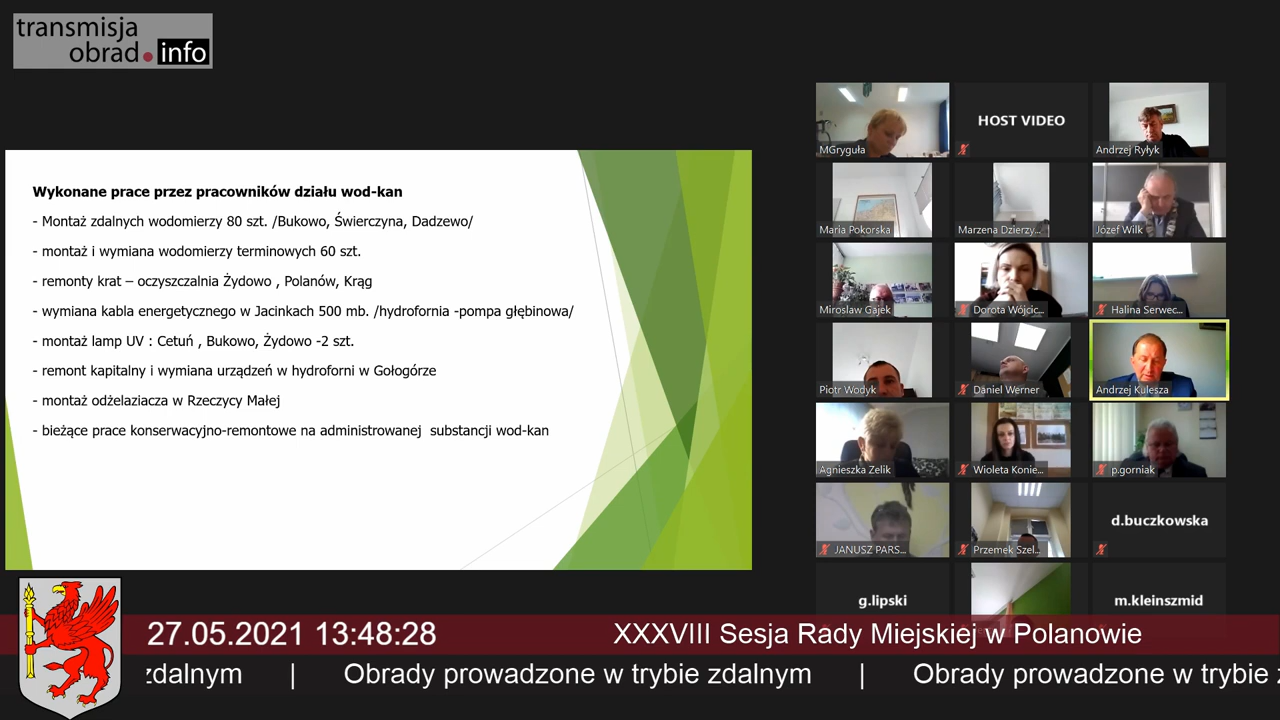 transmisja
obrad.info
Wykonane prace przez pracowników działu wod-kan
- Montaż zdalnych wodomierzy 80 szt. /Bukowo, Świerczyna, Dadzewo/
- montaż i wymiana wodomierzy terminowych 60 szt.
- remonty krat – oczyszczalnia Żydowo , Polanów, Krąg
- wymiana kabla energetycznego w Jacinkach 500 mb. /hydrofornia -pompa głębinowa/
- montaż lamp UV : Cetuń , Bukowo, Żydowo -2 szt.
- remont kapitalny i wymiana urządzeń w hydroforni w Gołogórze
- montaż odżelaziacza w Rzeczycy Małej
- bieżące prace konserwacyjno-remontowe na administrowanej  substancji wod-kan
MGryguła
HOST VIDEO
Andrzej Ryłyk
Maria Pokorska
Marzena Dzierzy...
Józef Wilk
Miroslaw Gajek
Dorota Wójcic...
Halina Serwec...
Piotr Wodyk
Daniel Werner
Andrzej Kulesza
Agnieszka Zelik
Wioleta Konie...
p.gorniak
JANUSZ PARS...
Przemek Szel...
d.buczkowska
g.lipski
m.kleinszmid
27.05.2021 13:48:28
XXXVIII Sesja Rady Miejskiej w Polanowie
zdalnym | Obrady prowadzone w trybie zdalnym | Obrady prowadzone w trybie z